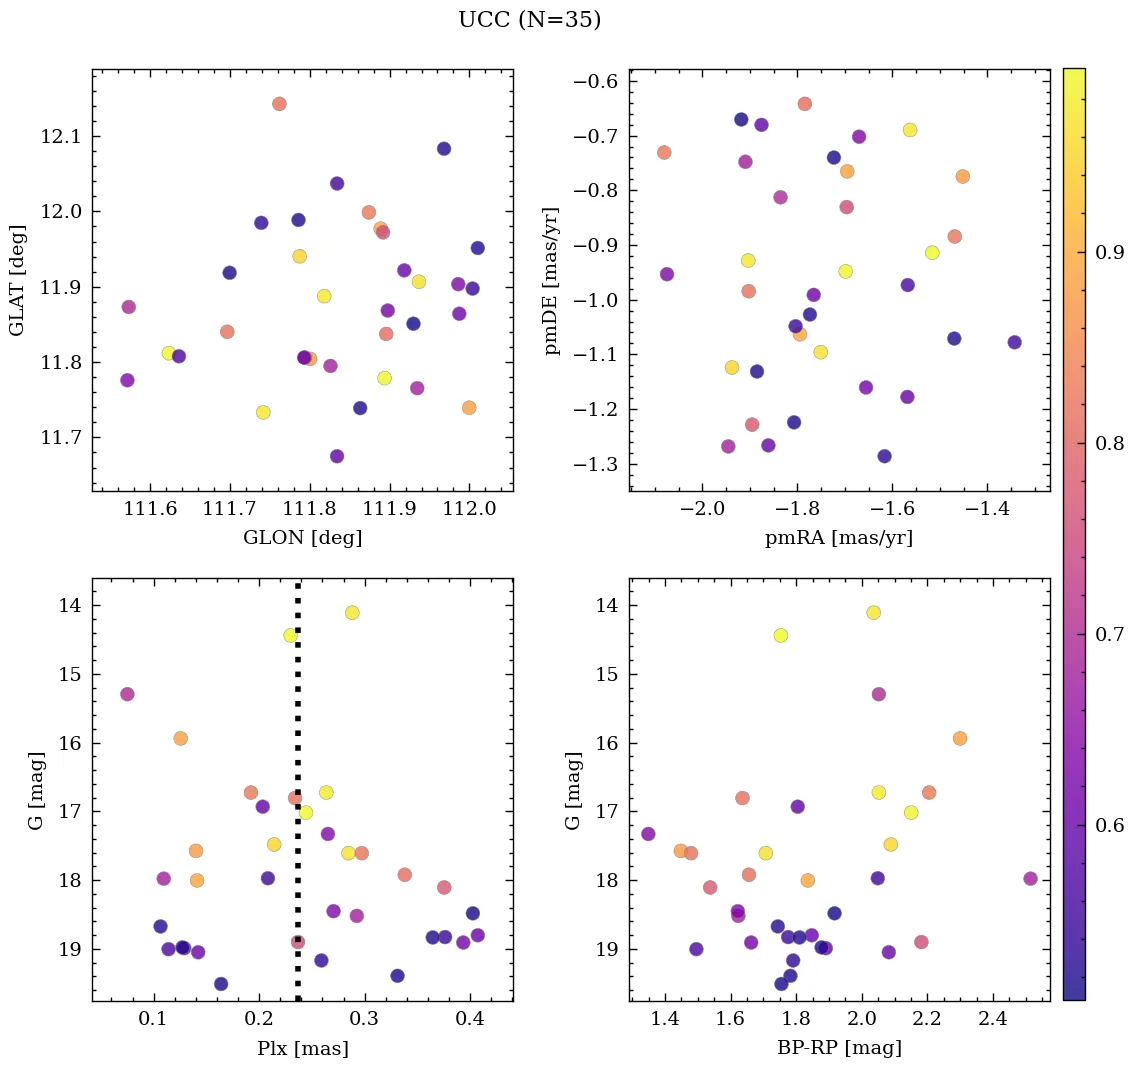 UCC (N=35)
12.1
12.0
11.9
11.8
11.7
GLAT [deg]
111.6 111.7 111.8 111.9 112.0
GLON [deg]
−0.6
−0.7
−0.8
−0.9
−1.0
−1.1
−1.2
−1.3
pmDE [mas/yr]
−2.0 −1.8 −1.6 −1.4
pmRA [mas/yr]
14
15
16
17
18
19
G [mag]
0.1 0.2 0.3 0.4
Plx [mas]
14
15
16
17
18
19
G [mag]
1.4 1.6 1.8 2.0 2.2 2.4
BP-RP [mag]
0.9
0.8
0.7
0.6